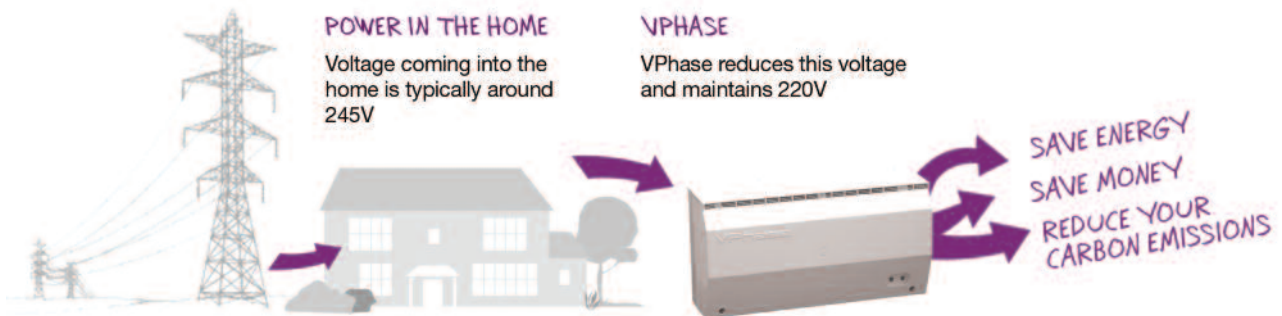 POWER IN THE HOME
Voltage coming into the
home is typically around
245V
VPHASE
VPhase reduces this voltage
and maintains 220V
VPHASE
SAVE ENERGY
SAVE MONEY
REDUCE YOUR
CARBON EMISSIONS